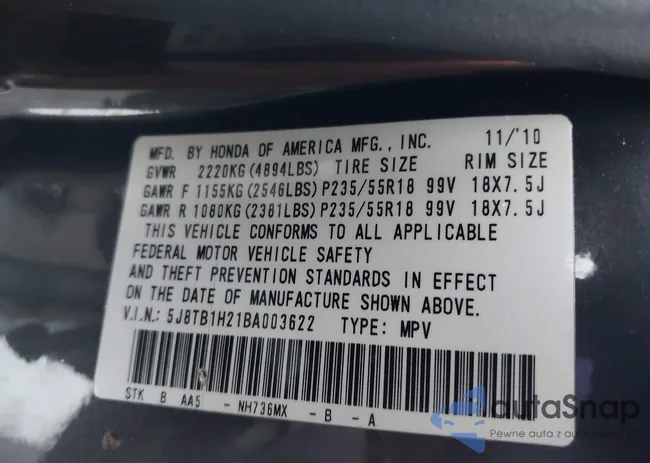 MFD. BY HONDA OF AMERICA MFG., INC. 11/'10
GVWR 2220KG(4894LBS) TIRE SIZE RIM SIZE
GAWR F 1155KG(2546LBS)P235/55R18 99V 18X7.5J
GAWR R 1080KG(2381LBS)P235/55R18 99V 18X7.5J
THIS VEHICLE CONFORMS TO ALL APPLICABLE
FEDERAL MOTOR VEHICLE SAFETY
AND THEFT PREVENTION STANDARDS IN EFFECT
ON THE DATE OF MANUFACTURE SHOWN ABOVE.
V.I.N.: 5J8TB1H21BA003622 TYPE: MPV
STK B AA5 - NH736MX - B - A
autaSnap
Pewne auta z